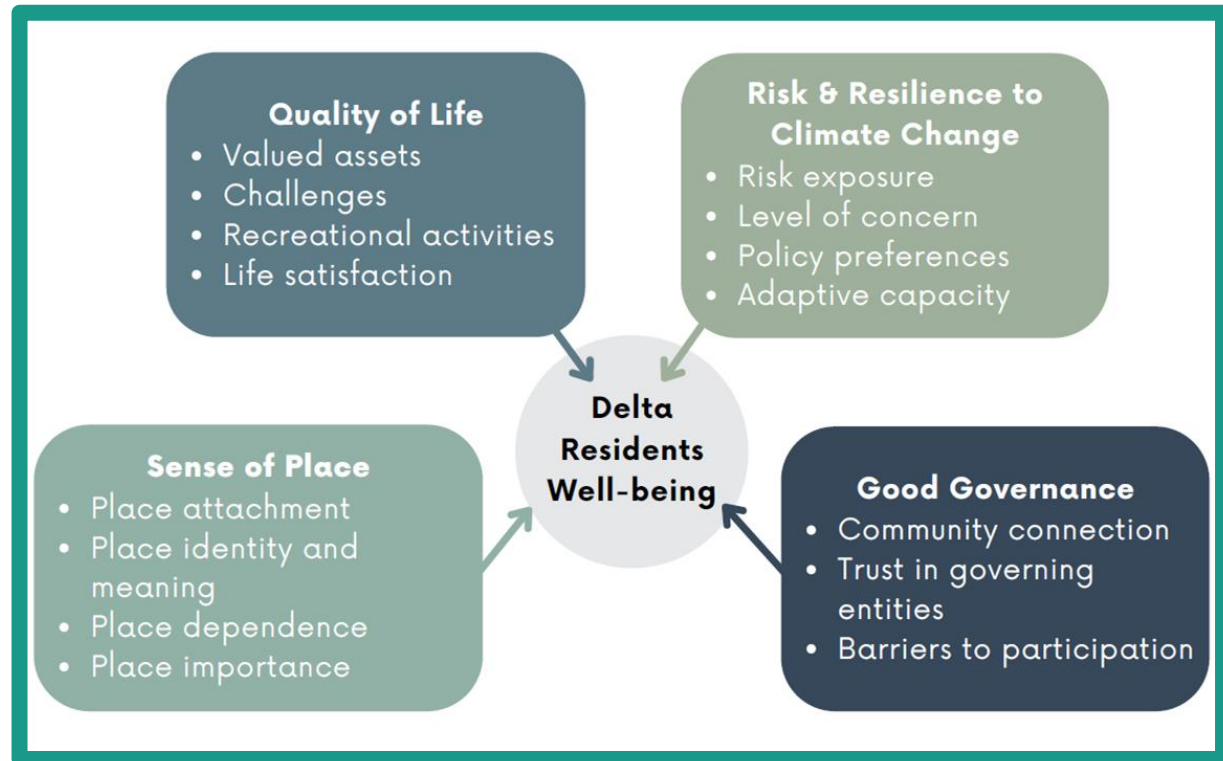 Quality of Life
• Valued assets
• Challenges
• Recreational activities
• Life satisfaction
Risk & Resilience to
Climate Change
• Risk exposure
• Level of concern
• Policy preferences
• Adaptive capacity
Delta
Residents
Well-being
Sense of Place
• Place attachment
• Place identity and
meaning
• Place dependence
• Place importance
Good Governance
• Community connection
• Trust in governing
entities
• Barriers to participation